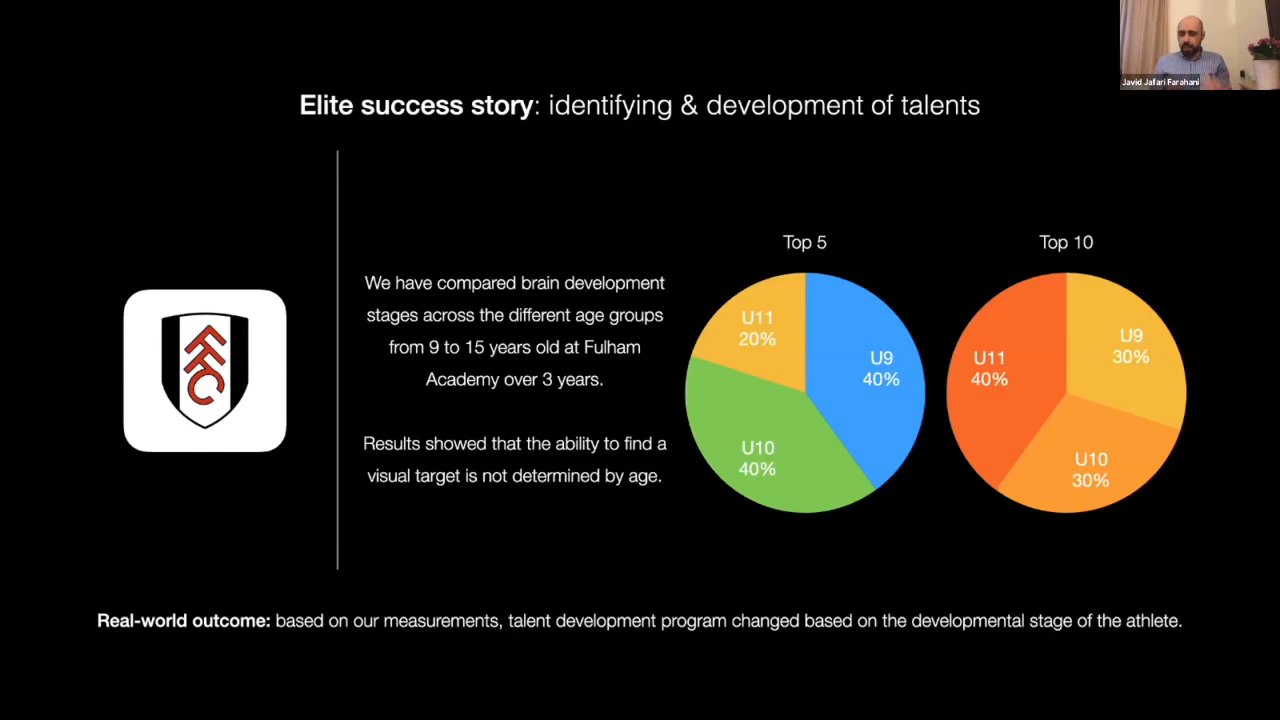 Javid Jafari Farahani
Elite success story: identifying & development of talents
FFC
We have compared brain development
stages across the different age groups
from 9 to 15 years old at Fulham
Academy over 3 years.
Results showed that the ability to find a
visual target is not determined by age.
Top 5
U11
20%
U9
40%
U10
40%
Top 10
U11
40%
U9
30%
U10
30%
Real-world outcome: based on our measurements, talent development program changed based on the developmental stage of the athlete.